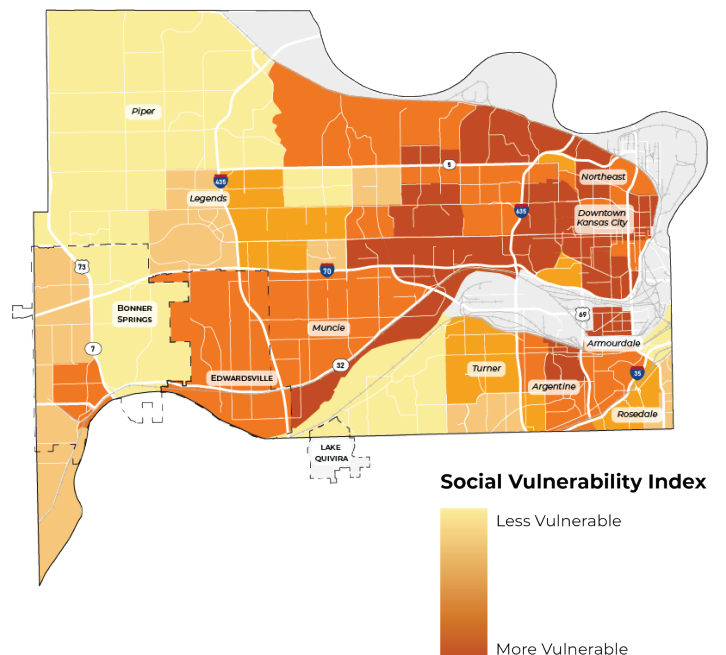 Piper
5
Northeast
635
435
Legends
Downtown
Kansas City
73
70
BONNER
SPRINGS
69
Muncie
7
Armourdale
32
Turner
35
EDWARDSVILLE
Argentine
Rosedale
LAKE
QUIVIRA
Social Vulnerability Index
Less Vulnerable
More Vulnerable